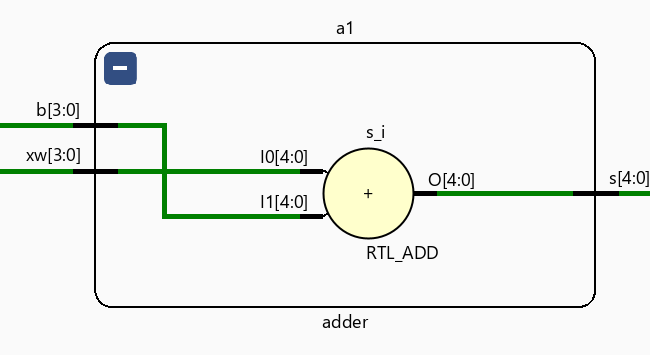 a1
b[3:0]
s_i
xw[3:0]
I0[4:0]
O[4:0]
s[4:0]
+
I1[4:0]
RTL_ADD
adder